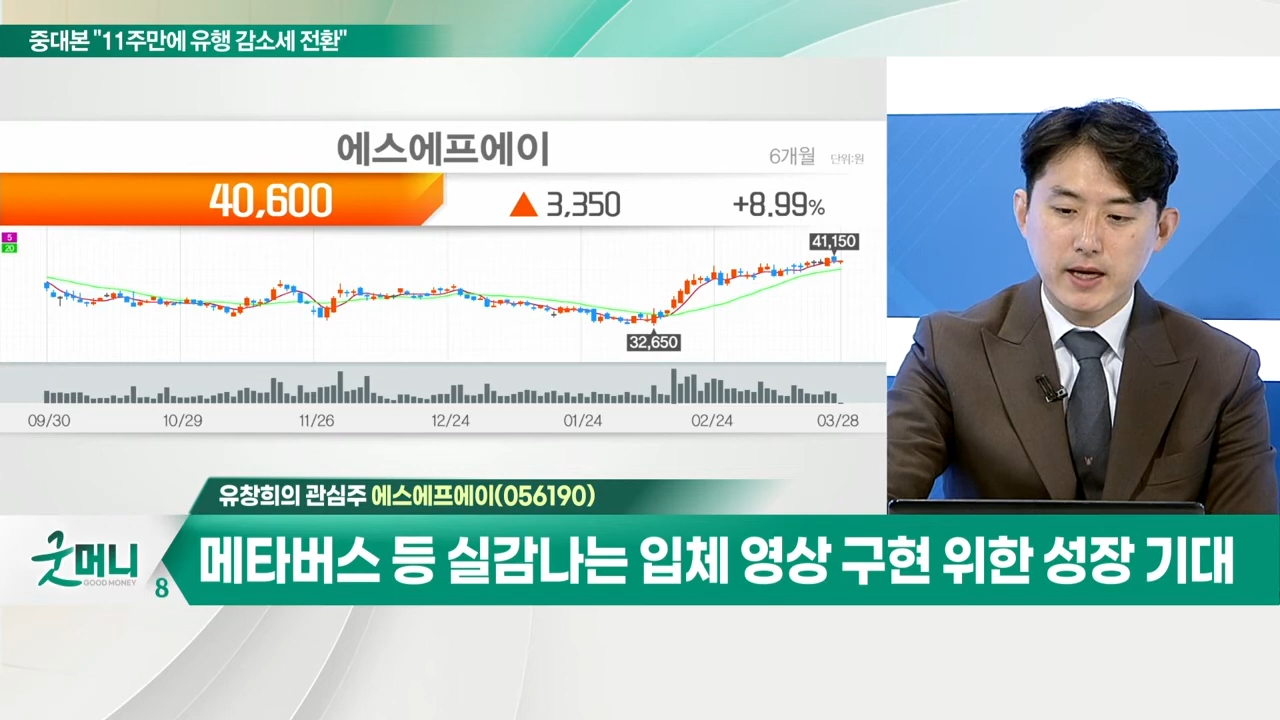 중대본 "11주만에 유행 감소세 전환"
에스에프에이
6개월 단위:원
40,600 ▲ 3,350 +8.99%
5
20
41,150
32,650
09/30 10/29 11/26 12/24 01/24 02/24 03/28
유창희의 관심주 에스에프에이(056190)
굿머니
GOOD MONEY
8
메타버스 등 실감나는 입체 영상 구현 위한 성장 기대